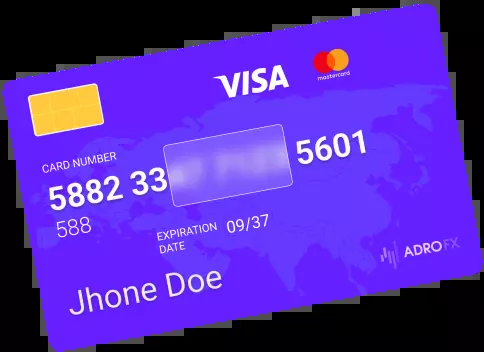 VISA
mastercard
CARD NUMBER
5882 33 5601
588
EXPIRATION DATE 09/37
Jhone Doe
ADROFX